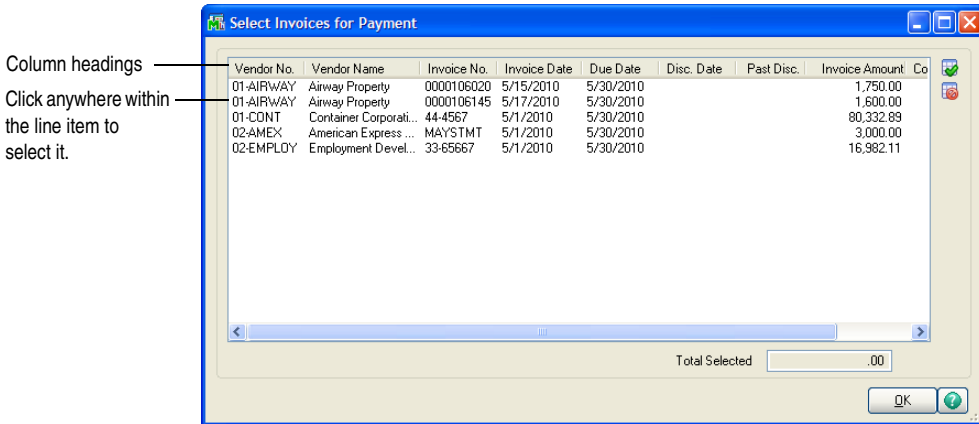 Select Invoices for Payment
Column headings
Click anywhere within
the line item to
select it.
Vendor No. Vendor Name Invoice No. Invoice Date Due Date Disc. Date Past Disc. Invoice Amount Co
01-AIRWAY Airway Property 0000106020 5/15/2010 5/30/2010 1,750.00
01-AIRWAY Airway Property 0000106145 5/17/2010 5/30/2010 1,600.00
01-CONT Container Corporati... 44-4567 5/1/2010 5/30/2010 80,332.89
02-AMEX American Express ... MAYSTMT 5/1/2010 5/30/2010 3,000.00
02-EMPLOY Employment Devel... 33-65667 5/1/2010 5/30/2010 16,982.11
Total Selected .00
OK